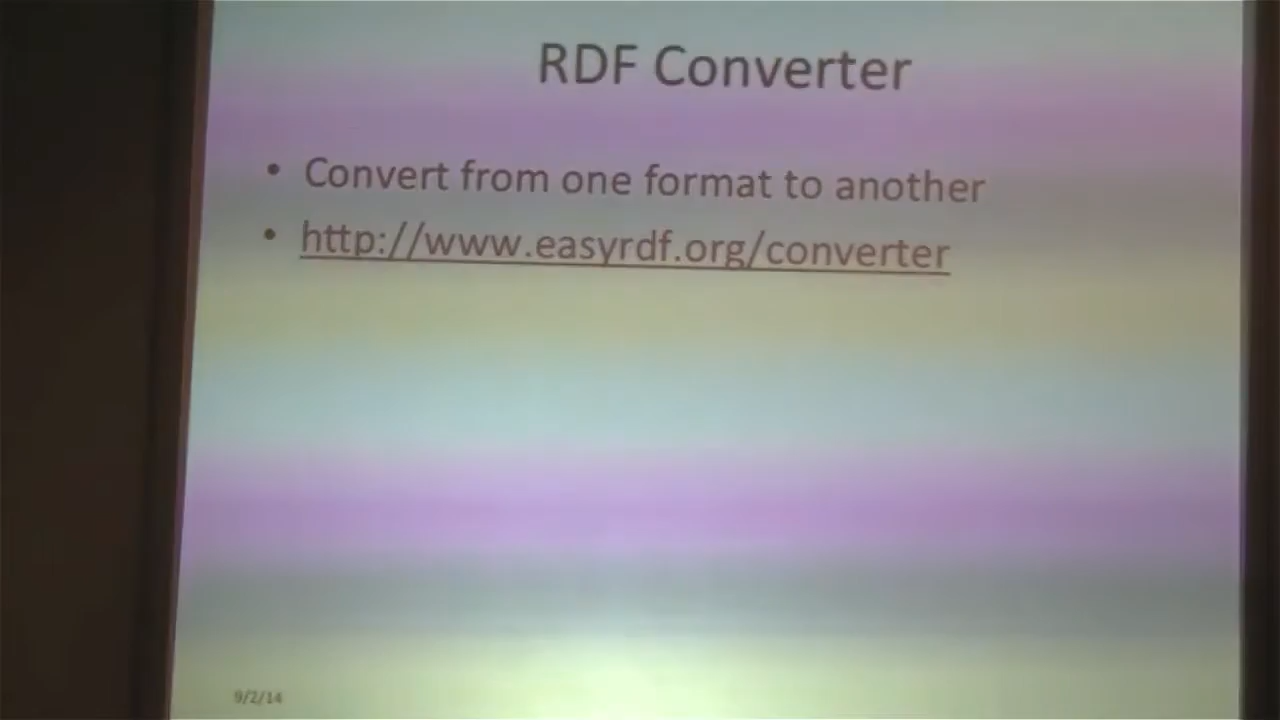 RDF Converter
• Convert from one format to another
• http://www.easyrdf.org/converter
9/2/14